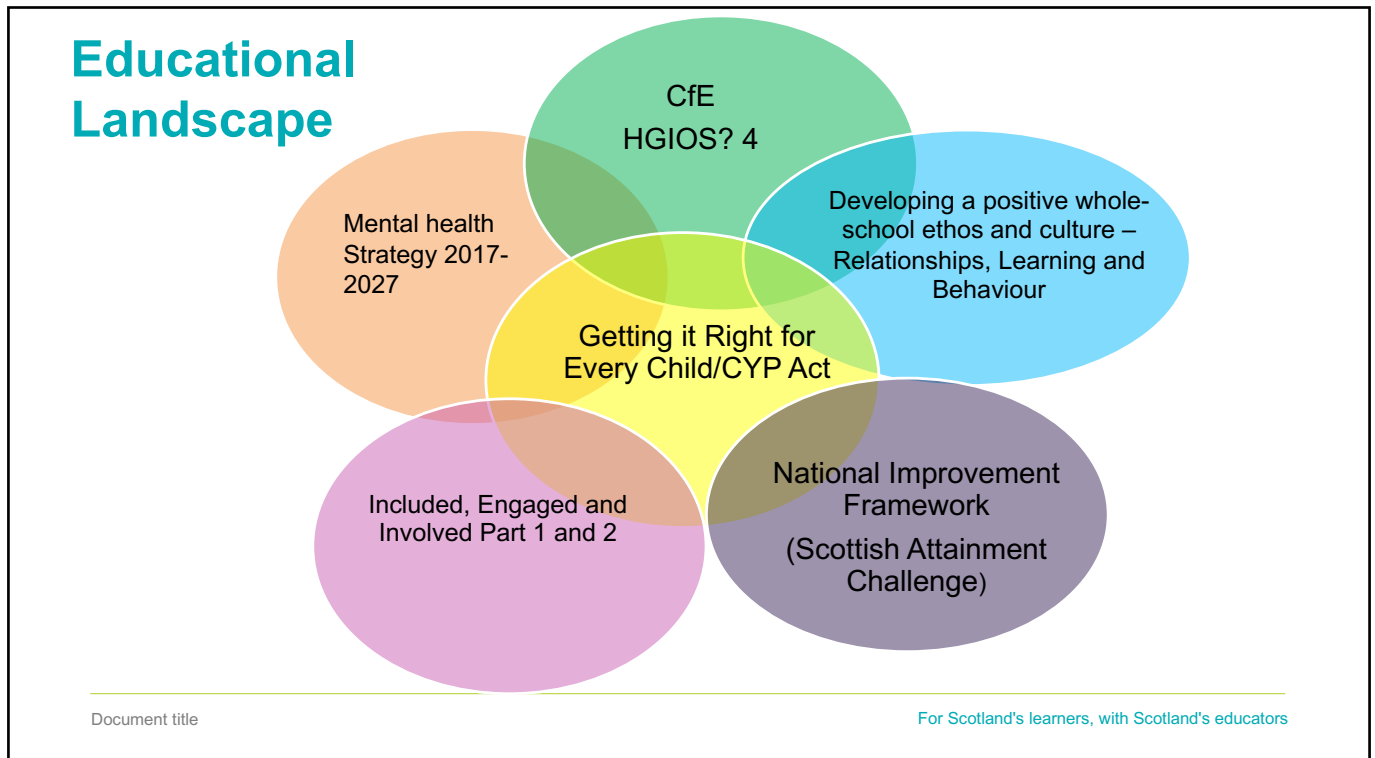 Educational
Landscape
CfE
HGIOS? 4
Mental health
Strategy 2017-
2027
Developing a positive whole-
school ethos and culture –
Relationships, Learning and
Behaviour
Getting it Right for
Every Child/CYP Act
Included, Engaged and
Involved Part 1 and 2
National Improvement
Framework
(Scottish Attainment
Challenge)
Document title
For Scotland's learners, with Scotland's educators